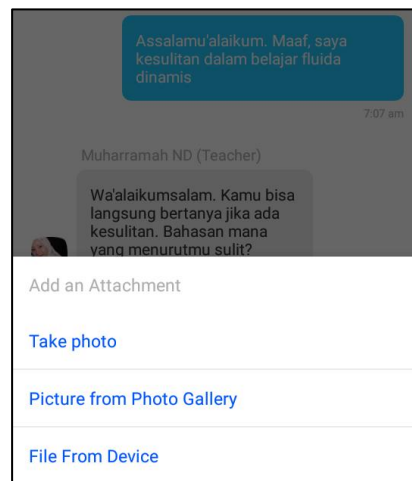 Assalamu'alaikum. Maaf, saya
kesulitan dalam belajar fluida
dinamis
7:07 am
Muharramah ND (Teacher)
Wa'alaikumsalam. Kamu bisa
langsung bertanya jika ada
kesulitan. Bahasan mana
yang menurutmu sulit?
Add an Attachment
Take photo
Picture from Photo Gallery
File From Device